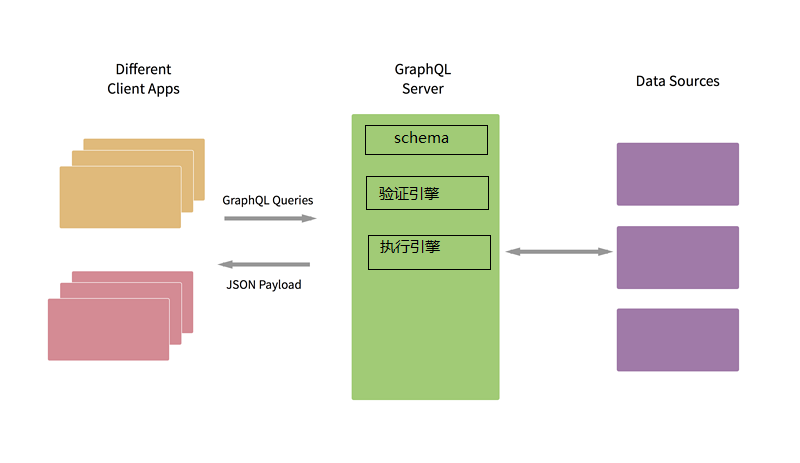 Different
Client Apps
GraphQL
Server
Data Sources
schema
验证引擎
执行引擎
GraphQL Queries
JSON Payload